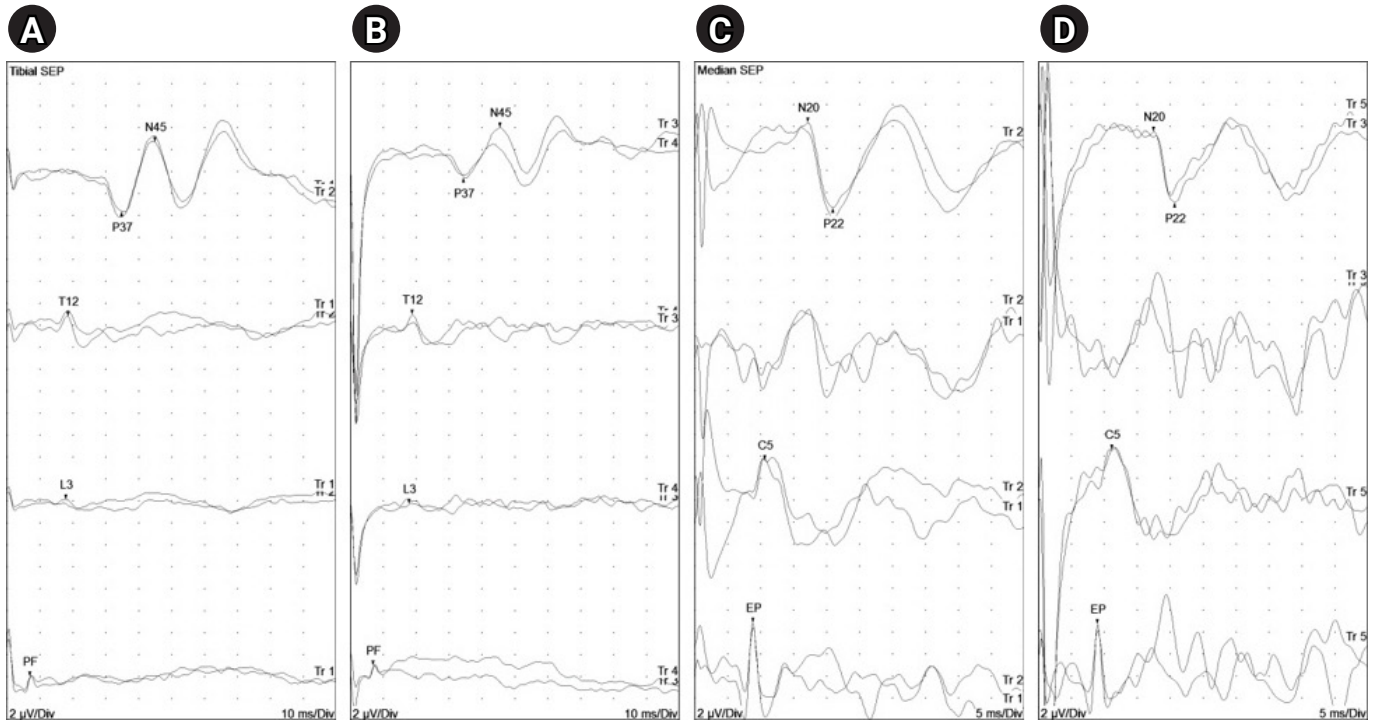 A
Tibial SEP
N45
Tr 2
P37
T12
Tr 1
L3
Tr 1
PF
Tr 1
2 µV/Div
10 ms/Div
B
N45
Tr 3
Tr 4
P37
T12
Tr 3
L3
Tr 4
PF
Tr 4
2 µV/Div
10 ms/Div
C
Median SEP
N20
Tr 2
P22
Tr 2
Tr 1
C5
Tr 2
Tr 1
EP
Tr 2
Tr 1
2 µV/Div
5 ms/Div
D
Tr 5
N20
Tr 3
P22
Tr 3
C5
Tr 5
EP
Tr 5
2 µV/Div
5 ms/Div